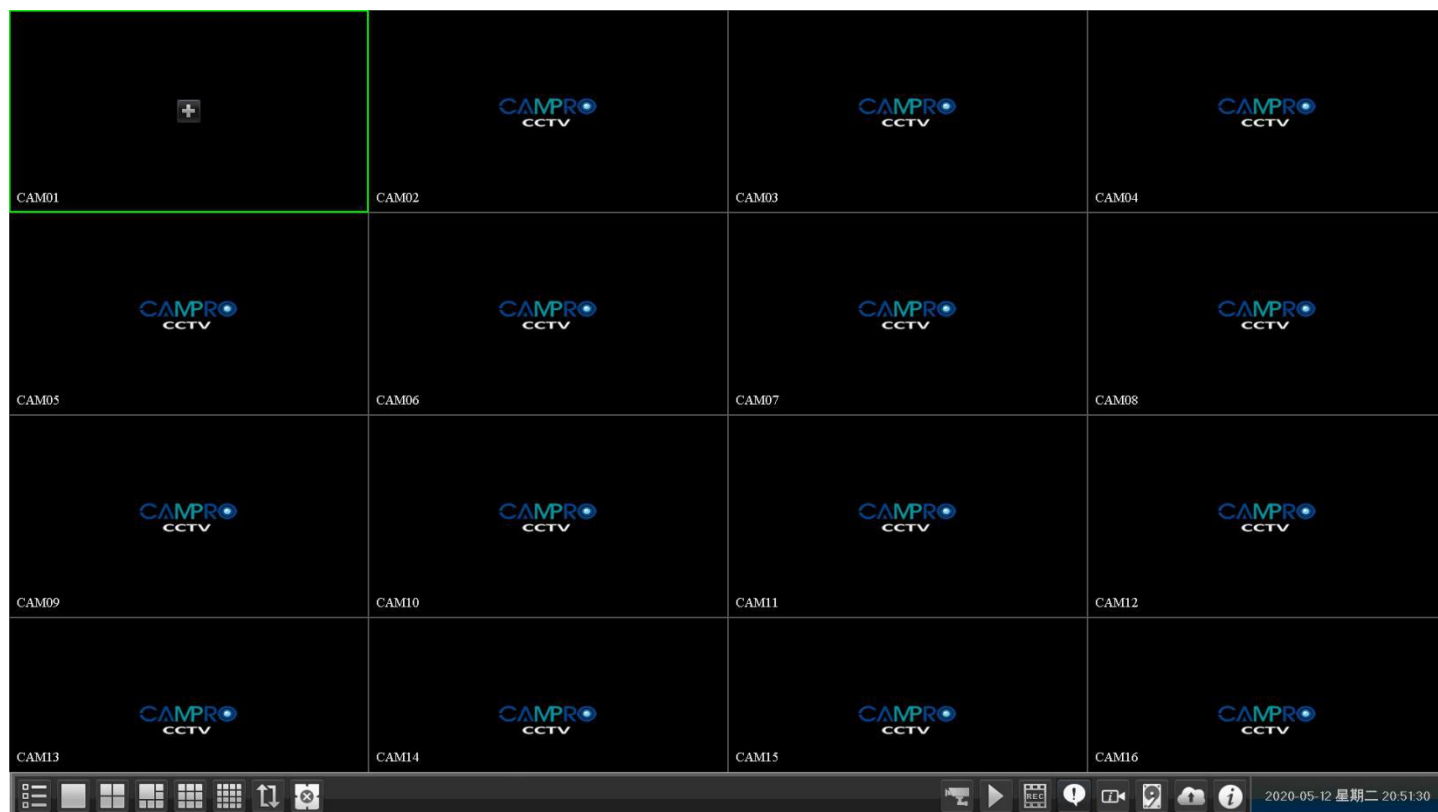 CAM01
CAMPRO
CCTV
CAM02
CAMPRO
CCTV
CAM03
CAMPRO
CCTV
CAM04
CAMPRO
CCTV
CAM05
CAMPRO
CCTV
CAM06
CAMPRO
CCTV
CAM07
CAMPRO
CCTV
CAM08
CAMPRO
CCTV
CAM09
CAMPRO
CCTV
CAM10
CAMPRO
CCTV
CAM11
CAMPRO
CCTV
CAM12
CAMPRO
CCTV
CAM13
CAMPRO
CCTV
CAM14
CAMPRO
CCTV
CAM15
CAMPRO
CCTV
CAM16
REC
2020-05-12 星期二 20:51:30